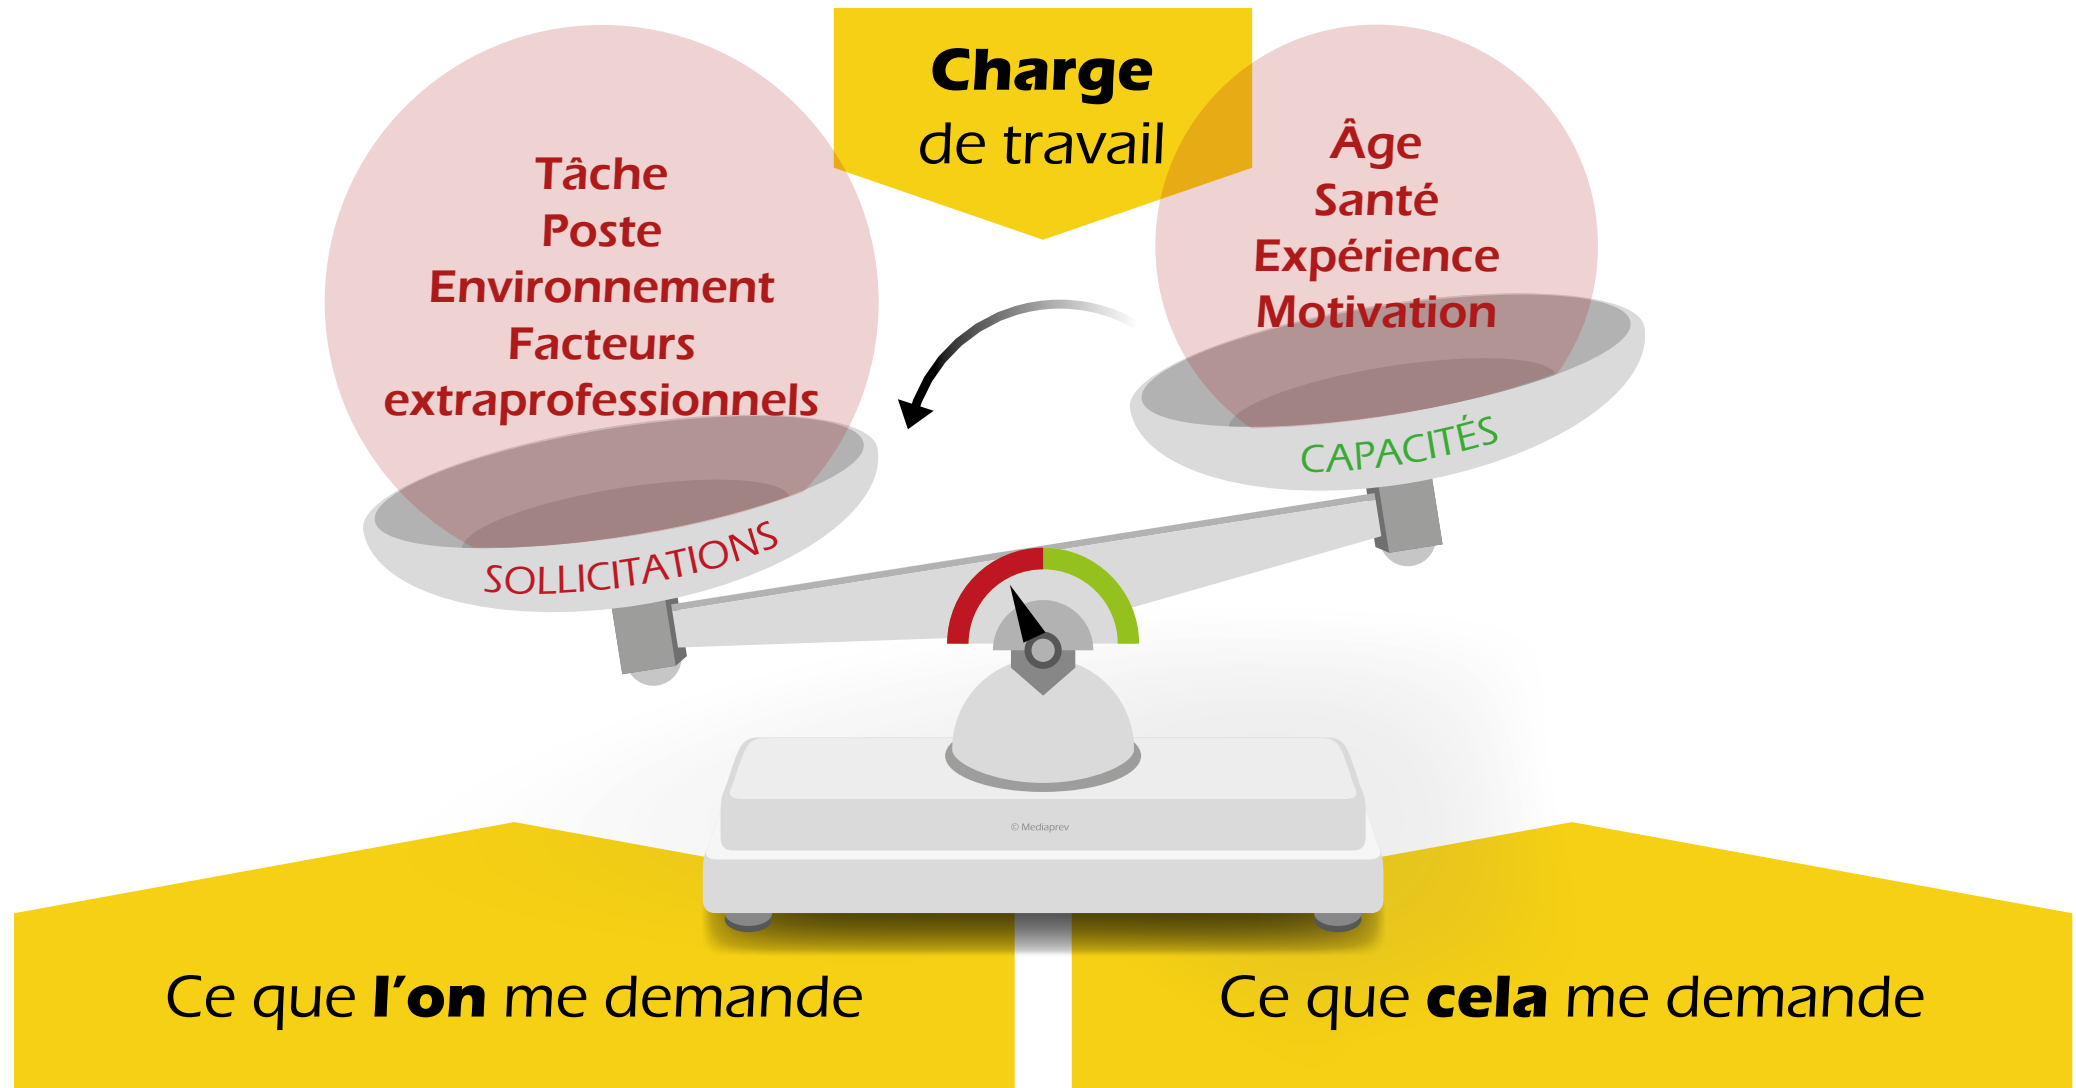 Charge
de travail
Tâche
Poste
Environnement
Facteurs
extraprofessionnels
SOLLICITATIONS
Âge
Santé
Expérience
Motivation
CAPACITÉS
© Mediaprev
Ce que l'on me demande
Ce que cela me demande